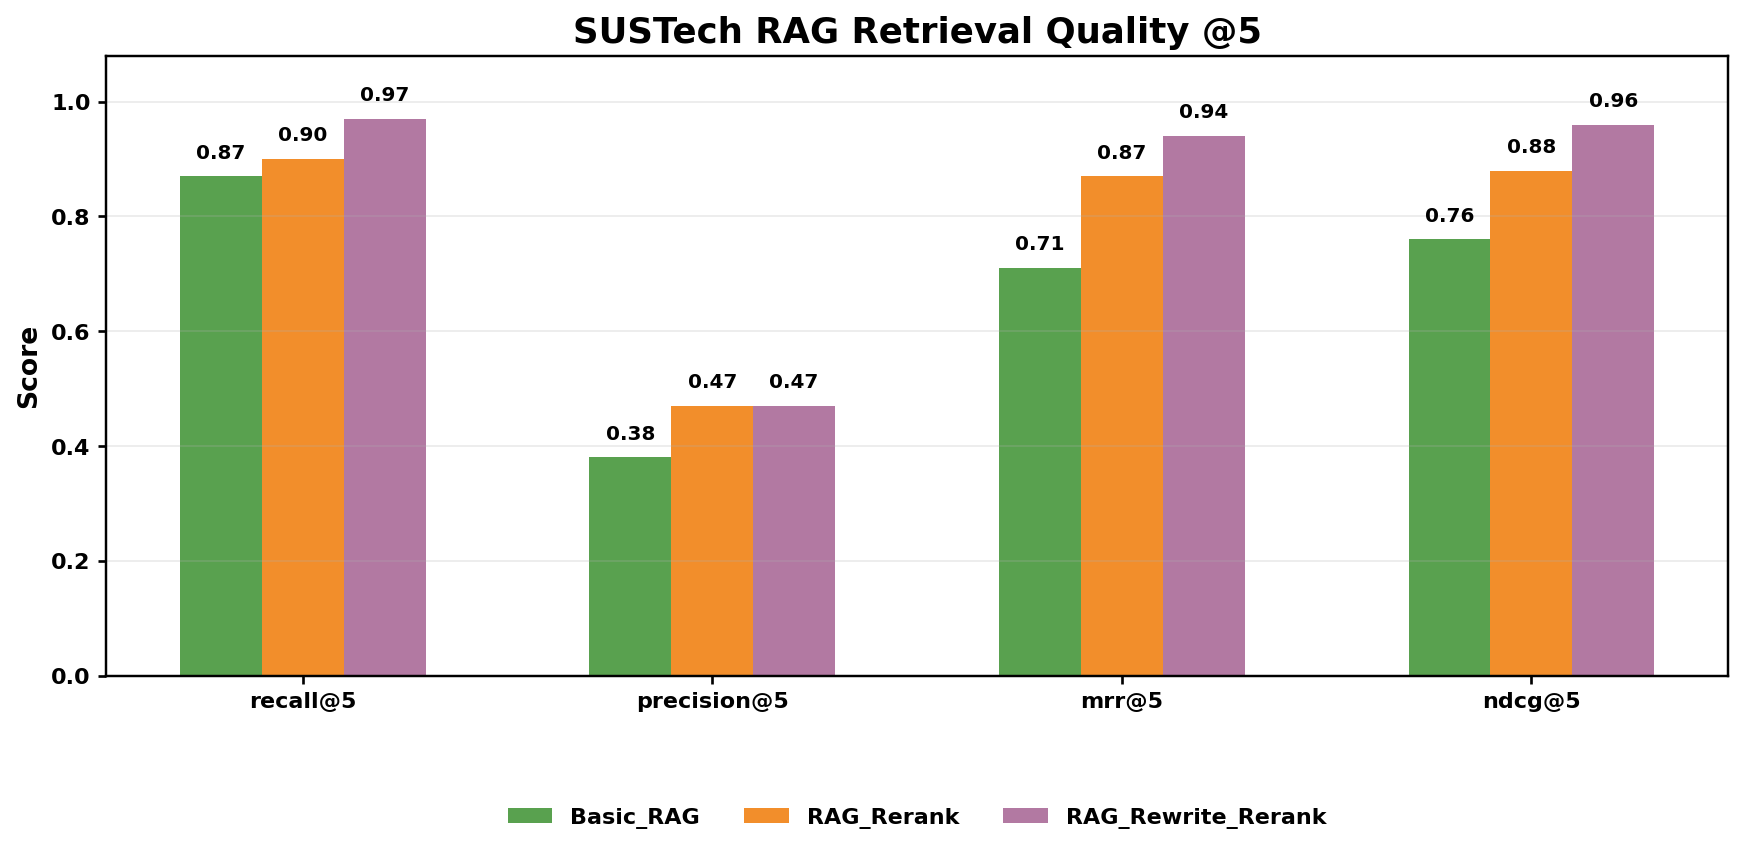 SUSTech RAG Retrieval Quality @5
Score
1.0
0.8
0.6
0.4
0.2
0.0
0.87
0.90
0.97
0.38
0.47
0.47
0.71
0.87
0.94
0.76
0.88
0.96
recall@5
precision@5
mrr@5
ndcg@5
Basic_RAG
RAG_Rerank
RAG_Rewrite_Rerank